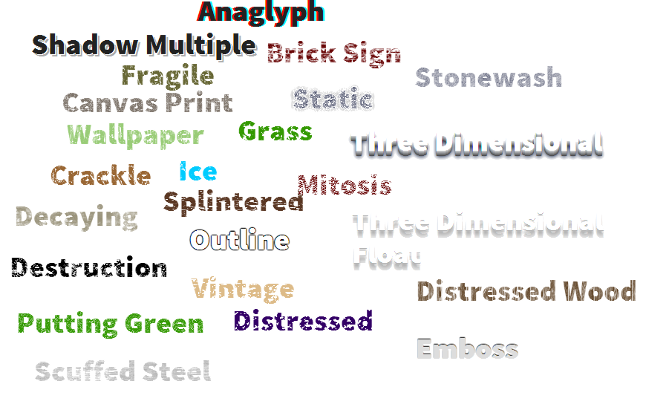 Anaglyph
Shadow Multiple
Brick Sign
Fragile
Stonewash
Canvas Print
Static
Wallpaper
Grass
Three Dimensional
Crackle
Ice
Mitosis
Splintered
Decaying
Three Dimensional
Float
Outline
Destruction
Vintage
Distressed Wood
Putting Green
Distressed
Emboss
Scuffed Steel